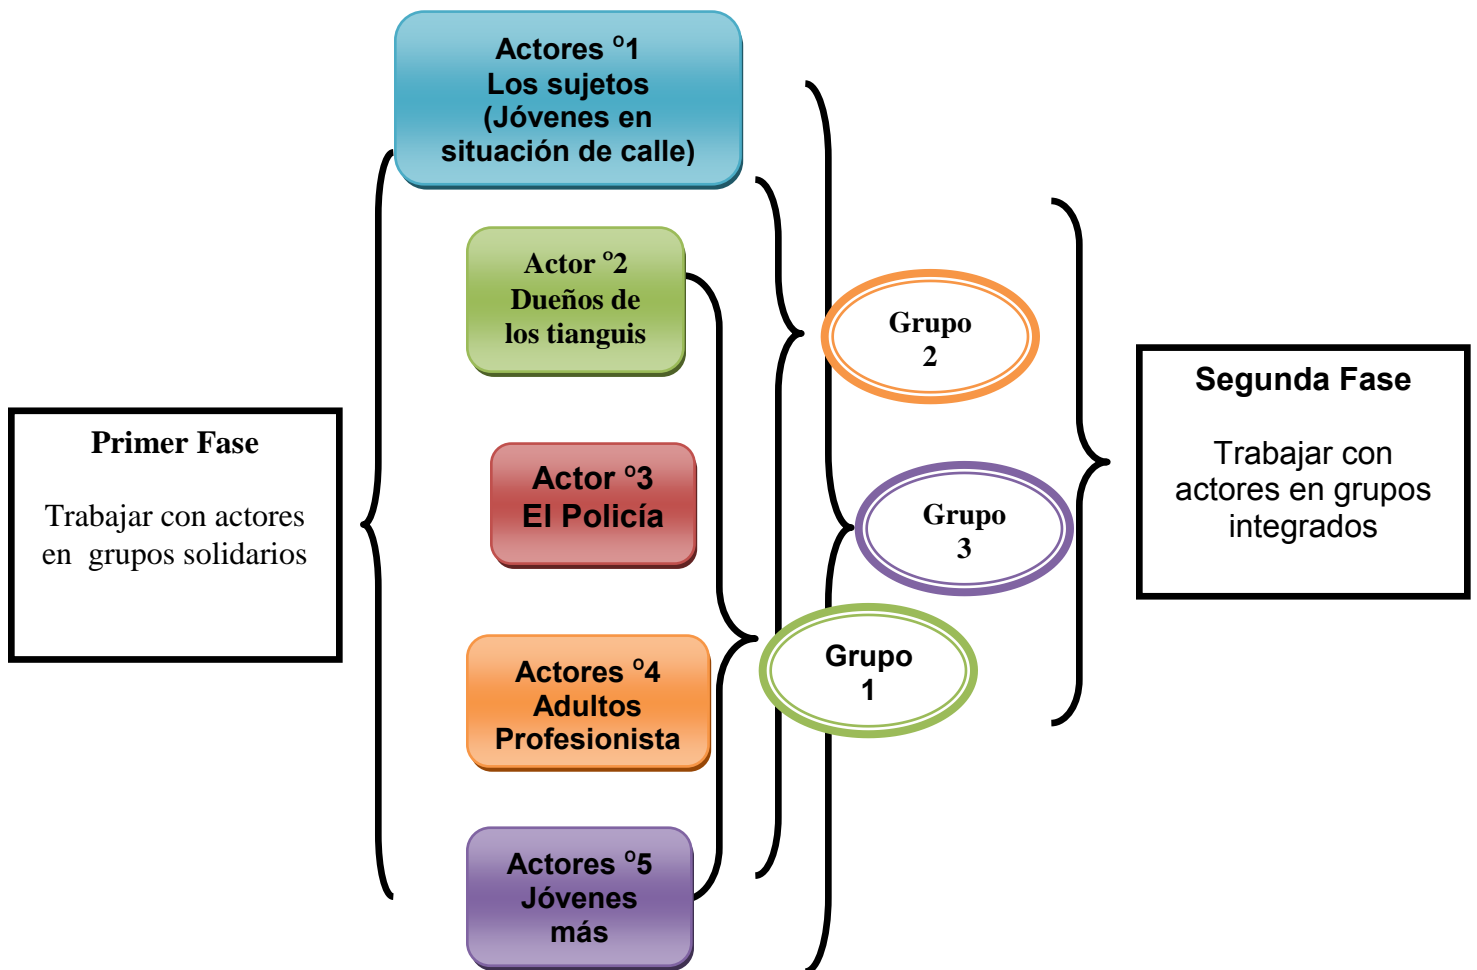 Actores °1
Los sujetos
(Jóvenes en
situación de calle)
Actor °2
Dueños de
los tianguis
Grupo
2
Segunda Fase
Trabajar con
actores en grupos
integrados
Primer Fase
Trabajar con actores
en grupos solidarios
Actor °3
El Policía
Grupo
3
Actores °4
Adultos
Profesionista
Grupo
1
Actores °5
Jóvenes
más